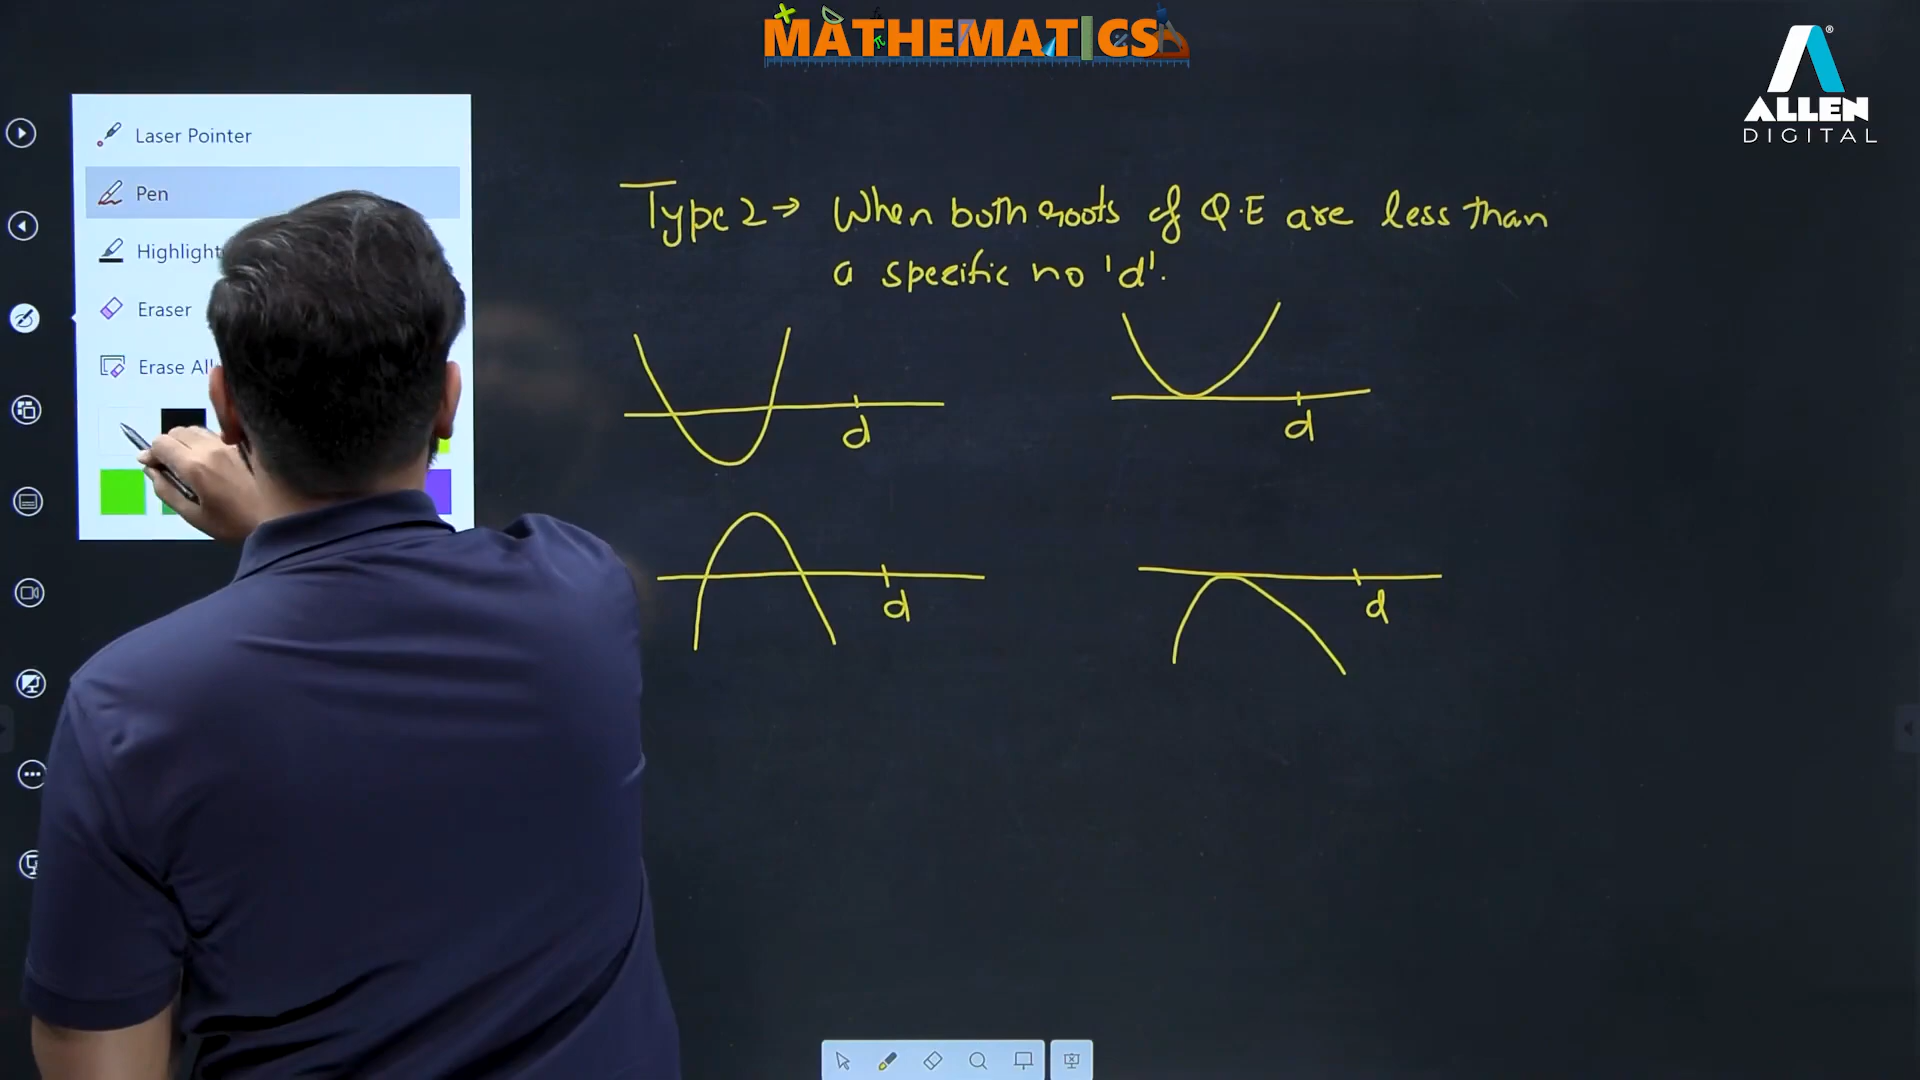 MATHEMATICS
ALLEN
DIGITAL
Laser Pointer
Pen
Highlight
Eraser
Erase All
Type 2 → When both roots of Q.E are less than
a specific no 'd'.
d
d
d
d